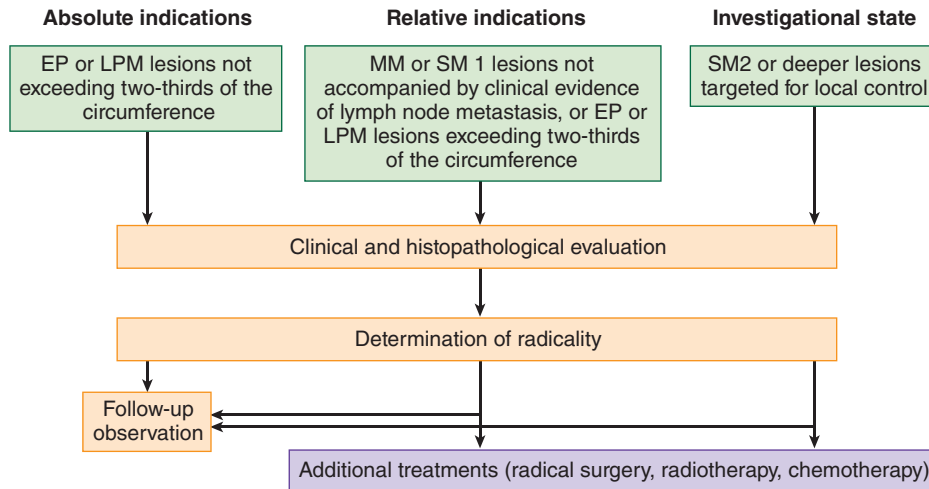 Absolute indications
Relative indications
Investigational state
EP or LPM lesions not
exceeding two-thirds of the
circumference
MM or SM 1 lesions not
accompanied by clinical evidence
of lymph node metastasis, or EP or
LPM lesions exceeding two-thirds
of the circumference
SM2 or deeper lesions
targeted for local control
Clinical and histopathological evaluation
Determination of radicality
Follow-up
observation
Additional treatments (radical surgery, radiotherapy, chemotherapy)